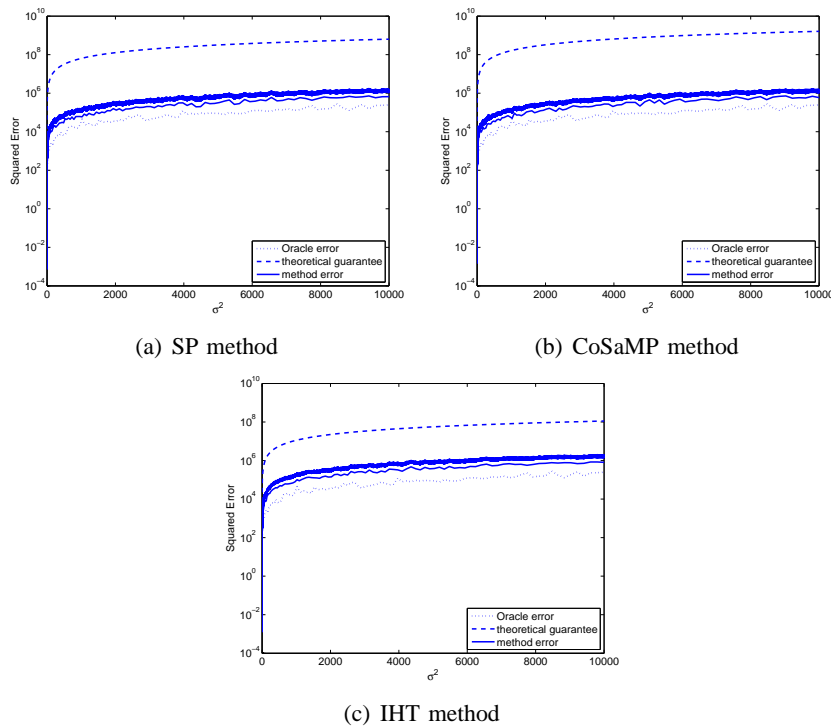 10^10
10^8
10^6
10^4
10^2
10^0
10^−2
10^−4
Squared Error
0 2000 4000 6000 8000 10000
σ^2
Oracle error
theoretical guarantee
method error
(a) SP method
10^10
10^8
10^6
10^4
10^2
10^0
10^−2
10^−4
Squared Error
0 2000 4000 6000 8000 10000
σ^2
Oracle error
theoretical guarantee
method error
(b) CoSaMP method
10^10
10^8
10^6
10^4
10^2
10^0
10^−2
10^−4
Squared Error
0 2000 4000 6000 8000 10000
σ^2
Oracle error
theoretical guarantee
method error
(c) IHT method